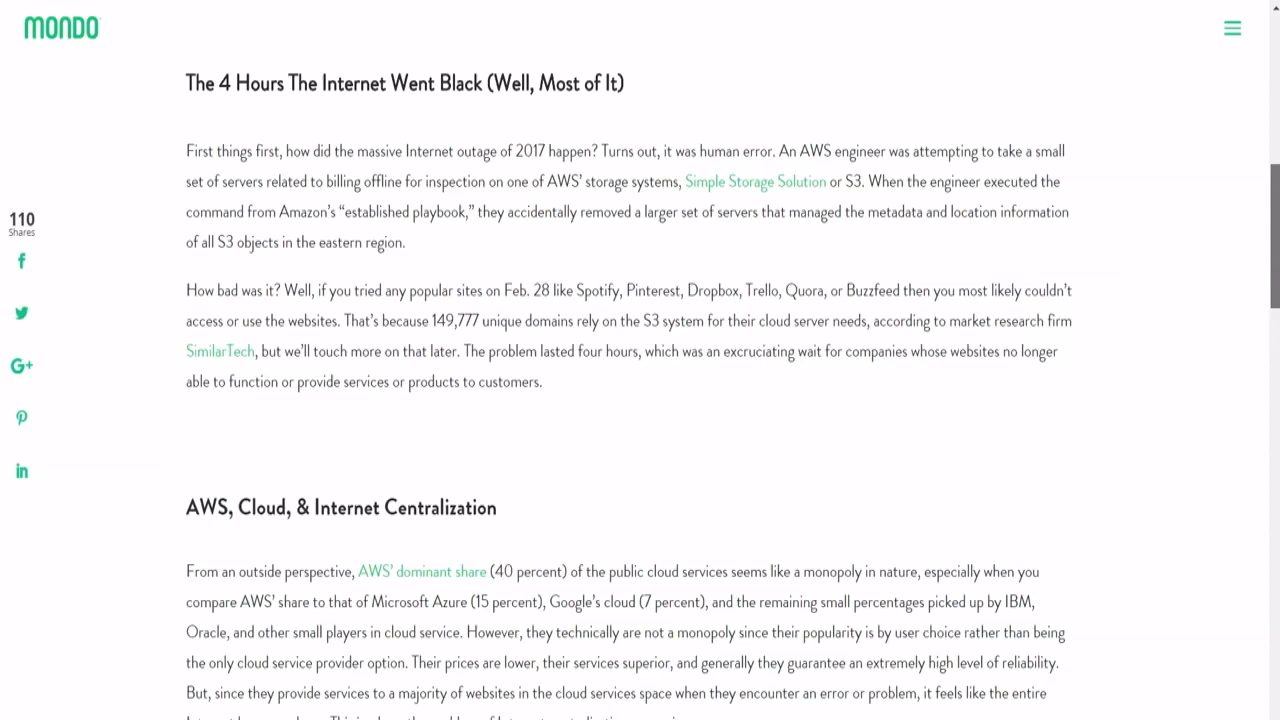 MONDO
The 4 Hours The Internet Went Black (Well, Most of It)
First things first, how did the massive Internet outage of 2017 happen? Turns out, it was human error. An AWS engineer was attempting to take a small
set of servers related to billing offline for inspection on one of AWS’ storage systems, Simple Storage Solution or S3. When the engineer executed the
command from Amazon’s “established playbook,” they accidentally removed a larger set of servers that managed the metadata and location information
of all S3 objects in the eastern region.
110
Shares
How bad was it? Well, if you tried any popular sites on Feb. 28 like Spotify, Pinterest, Dropbox, Trello, Quora, or Buzzfeed then you most likely couldn’t
access or use the websites. That’s because 149,777 unique domains rely on the S3 system for their cloud server needs, according to market research firm
SimilarTech, but we’ll touch more on that later. The problem lasted four hours, which was an excruciating wait for companies whose websites no longer
able to function or provide services or products to customers.
AWS, Cloud, & Internet Centralization
From an outside perspective, AWS’ dominant share (40 percent) of the public cloud services seems like a monopoly in nature, especially when you
compare AWS’ share to that of Microsoft Azure (15 percent), Google’s cloud (7 percent), and the remaining small percentages picked up by IBM,
Oracle, and other small players in cloud service. However, they technically are not a monopoly since their popularity is by user choice rather than being
the only cloud service provider option. Their prices are lower, their services superior, and generally they guarantee an extremely high level of reliability.
But, since they provide services to a majority of websites in the cloud services space when they encounter an error or problem, it feels like the entire